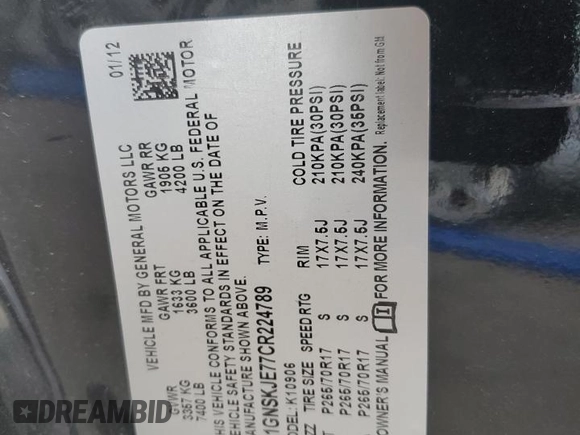 01/12
VEHICLE MFD BY GENERAL MOTORS LLC
GVWR GAWR FRT GAWR RR
3357 KG 1633 KG 1905 KG
7400 LB 3600 LB 4200 LB
THIS VEHICLE CONFORMS TO ALL APPLICABLE U.S. FEDERAL MOTOR
VEHICLE SAFETY STANDARDS IN EFFECT ON THE DATE OF
MANUFACTURE SHOWN ABOVE.
1GNSKJE77CR224789 TYPE: M.P.V.
MODEL: K10906
TIRE SIZE SPEED RTG RIM COLD TIRE PRESSURE
P265/70R17 S 17X7.5J 210KPA(30PSI)
P265/70R17 S 17X7.5J 210KPA(30PSI)
P265/70R17 S 17X7.5J 240KPA(35PSI)
OWNER'S MANUAL FOR MORE INFORMATION. Replacement label. Not from GM